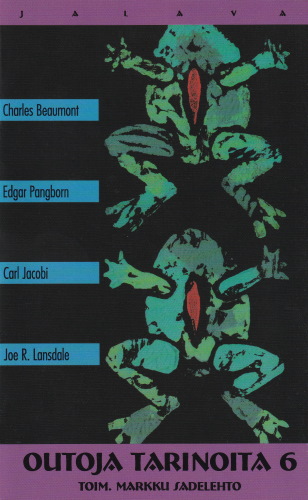 JALAVA
Charles Beaumont
Edgar Pangborn
Carl Jacobi
Joe R. Lansdale
OUTOJA TARINOITA 6
TOIM. MARKKU SADELEHTO